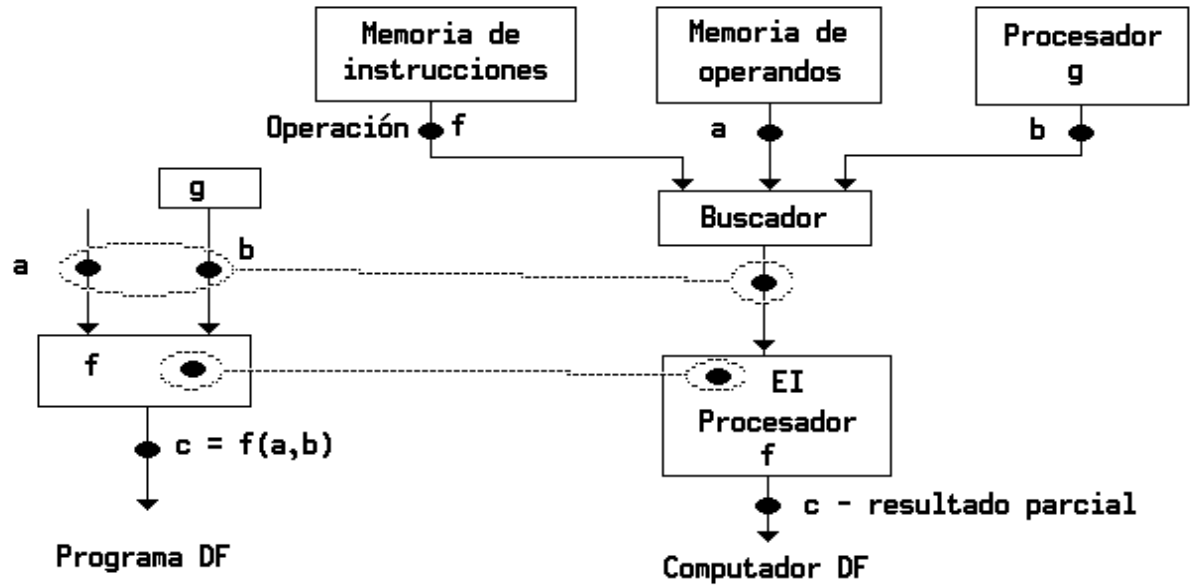 Memoria de
instrucciones
Memoria de
operandos
Procesador
g
Operación f
a
b
g
Buscador
a
b
f
EI
Procesador
f
c = f(a,b)
c - resultado parcial
Programa DF
Computador DF